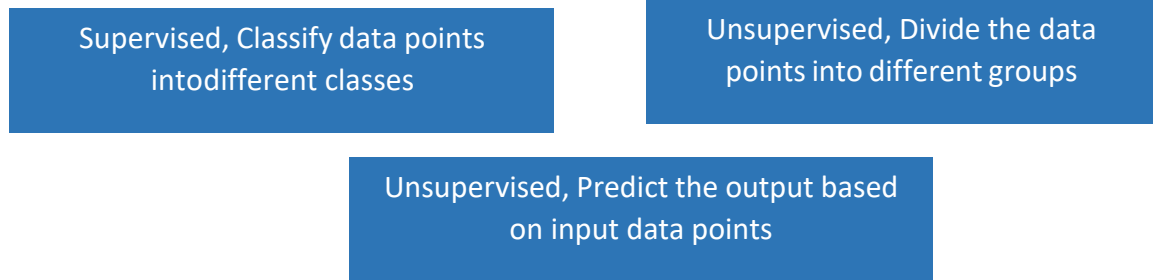 Supervised, Classify data points
intodifferent classes
Unsupervised, Divide the data
points into different groups
Unsupervised, Predict the output based
on input data points